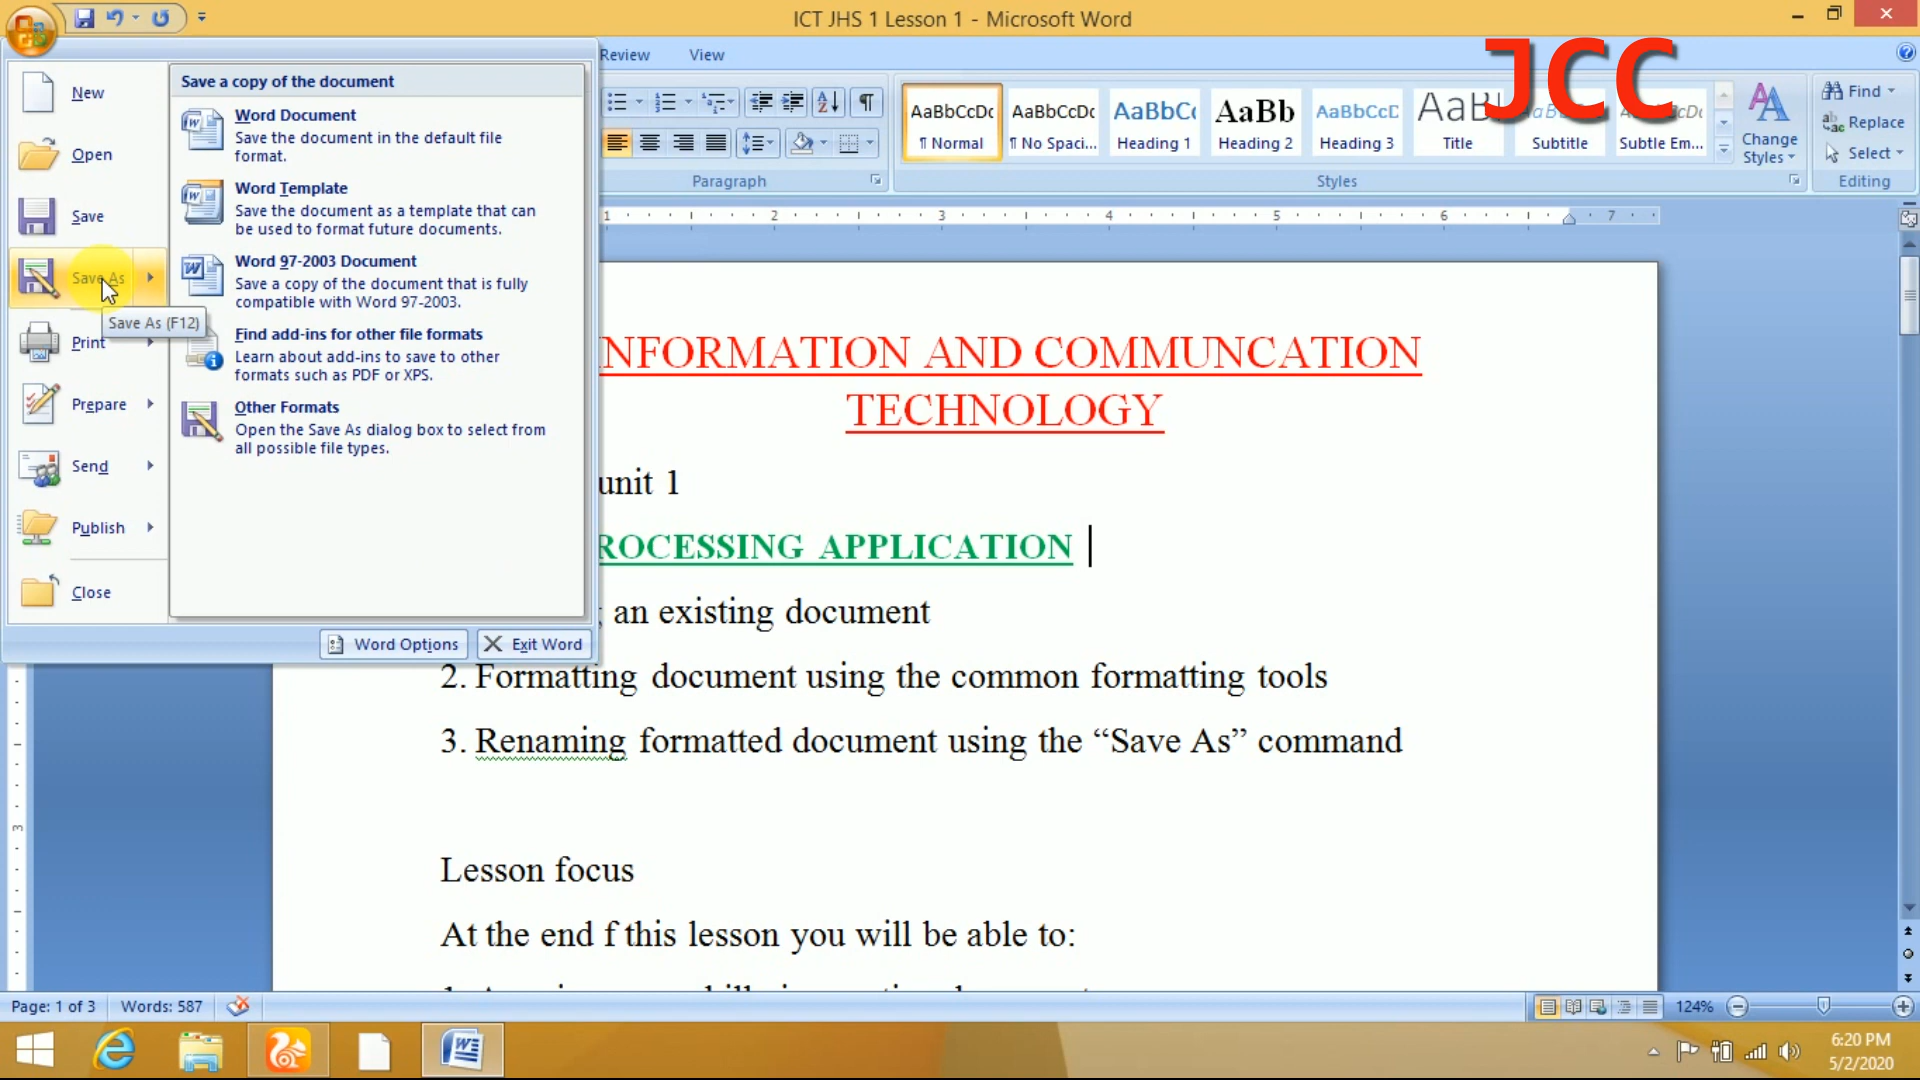 ICT JHS 1 Lesson 1 - Microsoft Word
Review View
JCC
New
Open
Save
Save As
Save As (F12)
Print
Prepare
Send
Publish
Close
Save a copy of the document
Word Document
Save the document in the default file
format.
Word Template
Save the document as a template that can
be used to format future documents.
Word 97-2003 Document
Save a copy of the document that is fully
compatible with Word 97-2003.
Find add-ins for other file formats
Learn about add-ins to save to other
formats such as PDF or XPS.
Other Formats
Open the Save As dialog box to select from
all possible file types.
Word Options Exit Word
AaBbCcDc AaBbCcDc AaBbCc AaBb AaBbCcD
¶ Normal ¶ No Spaci... Heading 1 Heading 2 Heading 3 Title Subtitle Subtle Em...
Change
Styles
Find
Replace
Select
Paragraph Styles Editing
1 2 3 4 5 6 7
NFORMATION AND COMMUNCATION
TECHNOLOGY
unit 1
ROCESSING APPLICATION
an existing document
2. Formatting document using the common formatting tools
3. Renaming formatted document using the “Save As” command
Lesson focus
At the end f this lesson you will be able to:
3
Page: 1 of 3 Words: 587 124%
6:20 PM
5/2/2020